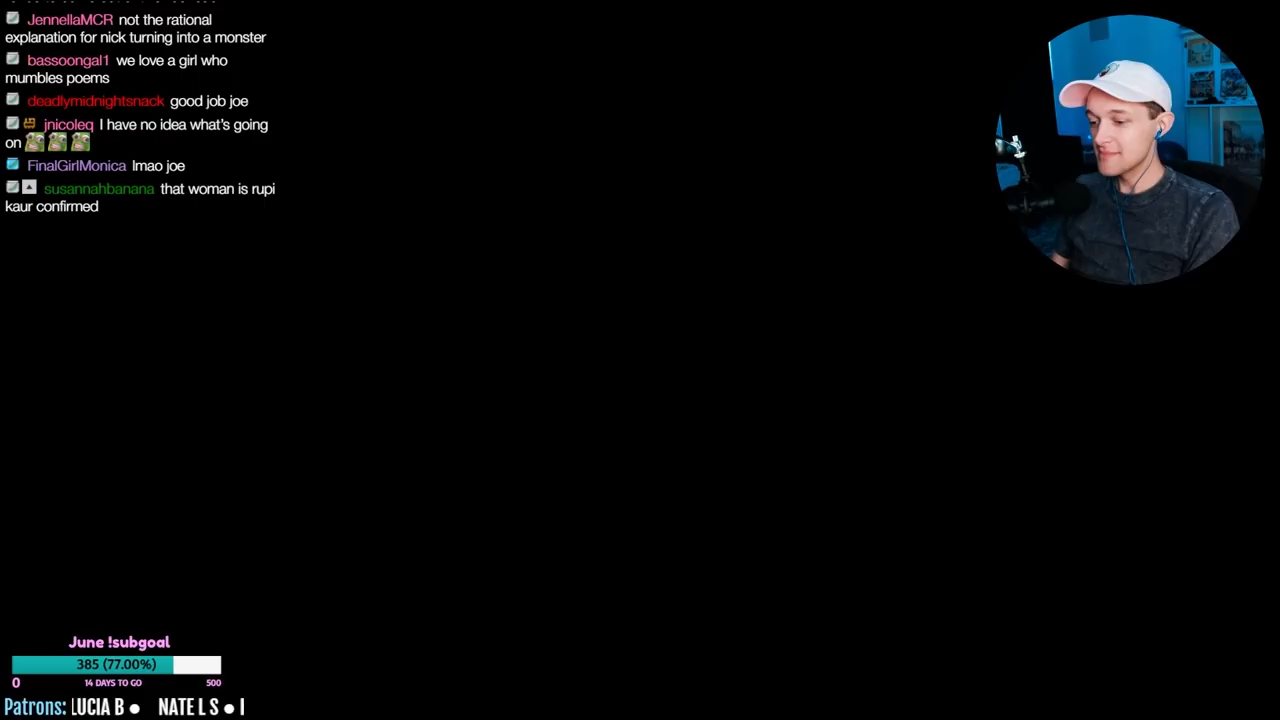 JennellaMCR not the rational
explanation for nick turning into a monster
bassoongal1 we love a girl who
mumbles poems
deadlymidnightsnack good job joe
jnicoleq I have no idea what's going
on
FinalGirlMonica lmao joe
susannahbanana that woman is rupi
kaur confirmed
June !subgoal
385 (77.00%)
0 14 DAYS TO GO 500
Patrons: LUCIA B ● NATE L S ●